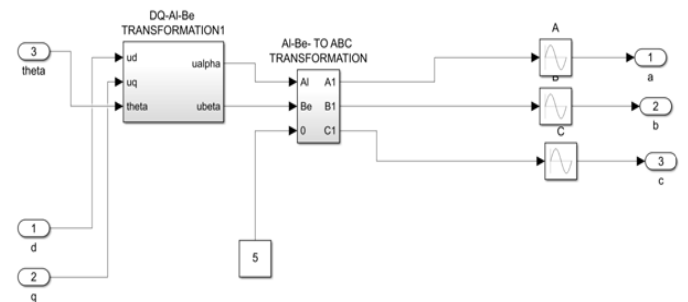 DQ-Al-Be
TRANSFORMATION1
Al-Be- TO ABC
TRANSFORMATION
A
3
theta
ud
uq
theta
ualpha
ubeta
Al
Be
0
A1
B1
C1
1
a
B
2
b
C
3
c
1
d
5
2
q